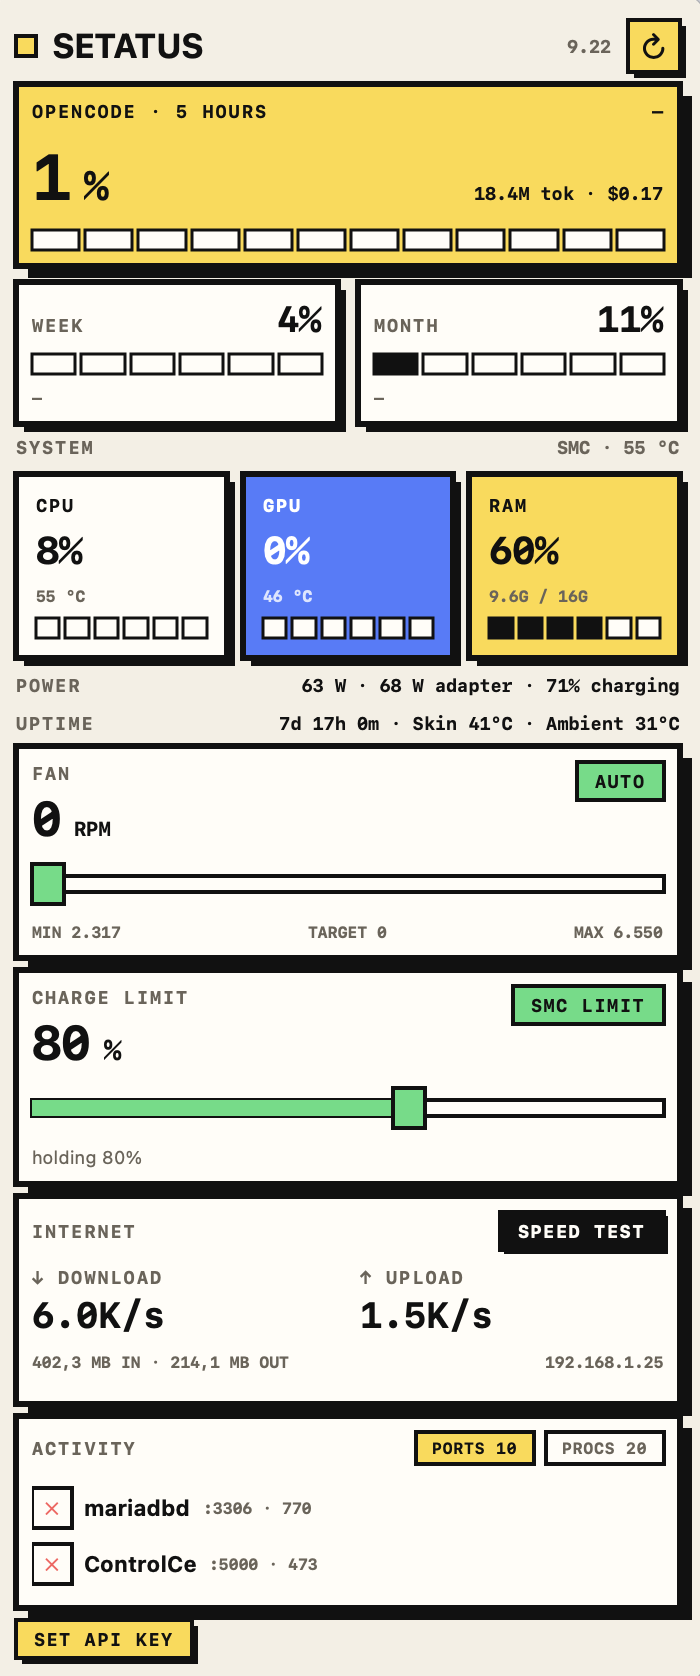 SETATUS
9.22 ↻
OPENCODE · 5 HOURS –
1 %
18.4M tok · $0.17
WEEK 4%
–
MONTH 11%
–
SYSTEM SMC · 55 °C
CPU
8%
55 °C
GPU
0%
46 °C
RAM
60%
9.6G / 16G
POWER 63 W · 68 W adapter · 71% charging
UPTIME 7d 17h 0m · Skin 41°C · Ambient 31°C
FAN AUTO
0 RPM
MIN 2.317 TARGET 0 MAX 6.550
CHARGE LIMIT SMC LIMIT
80 %
holding 80%
INTERNET SPEED TEST
↓ DOWNLOAD ↑ UPLOAD
6.0K/s 1.5K/s
402,3 MB IN · 214,1 MB OUT 192.168.1.25
ACTIVITY PORTS 10 PROCS 20
× mariadbd :3306 · 770
× ControlCe :5000 · 473
SET API KEY